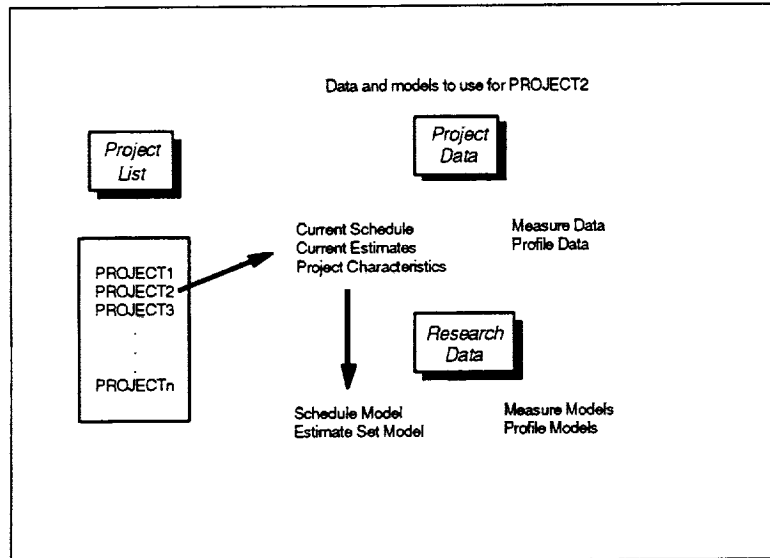 Data and models to use for PROJECT2
Project
List
Project
Data
Current Schedule
Current Estimates
Project Characteristics
Measure Data
Profile Data
PROJECT1
PROJECT2
PROJECT3
.
.
.
PROJECTn
Research
Data
Schedule Model
Estimate Set Model
Measure Models
Profile Models